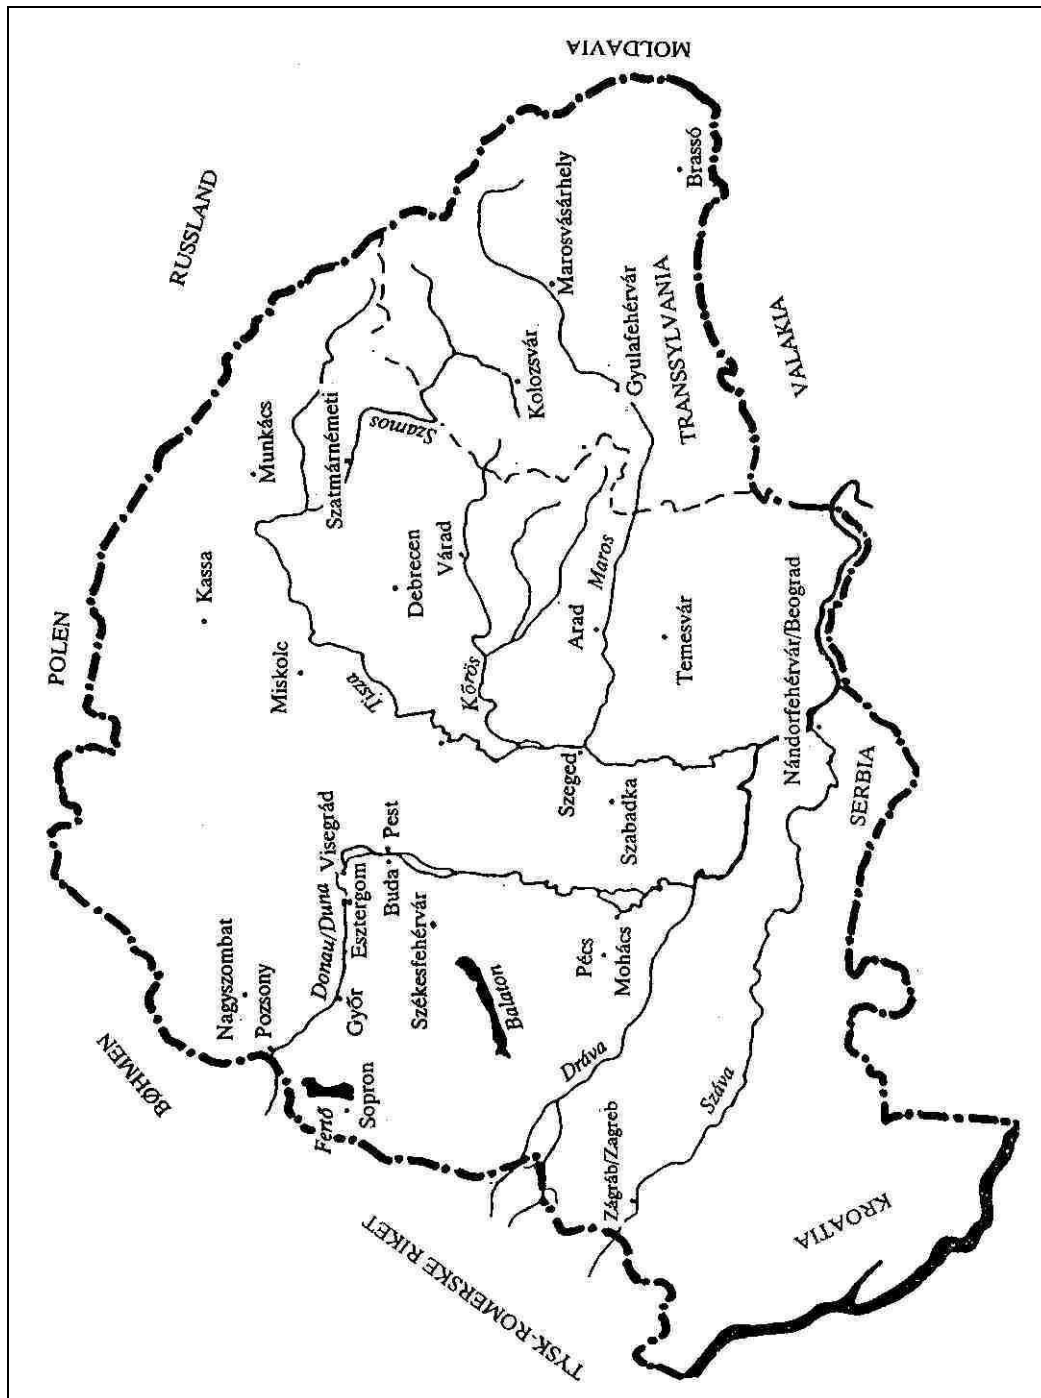 MOLDAVIA
RUSSLAND
POLEN
BØHMEN
TYSK-ROMERSKE RIKET
KROATIA
SERBIA
VALAKIA
TRANSSYLVANIA
Brassó
Marosvásárhely
Gyulafehérvár
Kolozsvár
Szamos
Munkács
Szatmárnémeti
Debrecen
Várad
Kassa
Miskolc
Tisza
Körös
Maros
Arad
Temesvár
Nándorfehérvár/Beograd
Szeged
Szabadka
Visegrád
Donau/Duna
Esztergom
Buda
Pest
Székesfehérvár
Nagyszombat
Pozsony
Győr
Balaton
Pécs
Mohács
Fertő
Sopron
Dráva
Száva
Zágráb/Zagreb